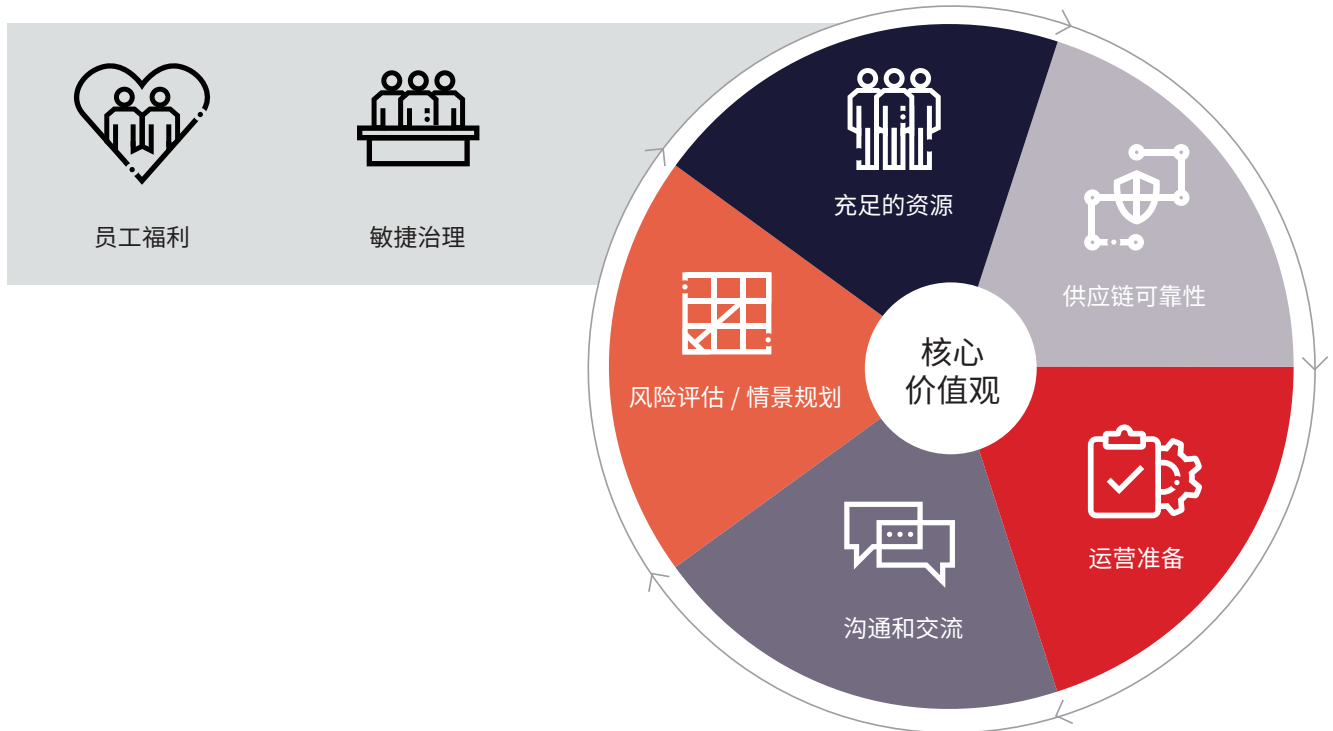 员工福利
敏捷治理
充足的资源
供应链可靠性
运营准备
沟通和交流
风险评估 / 情景规划
核心
价值观